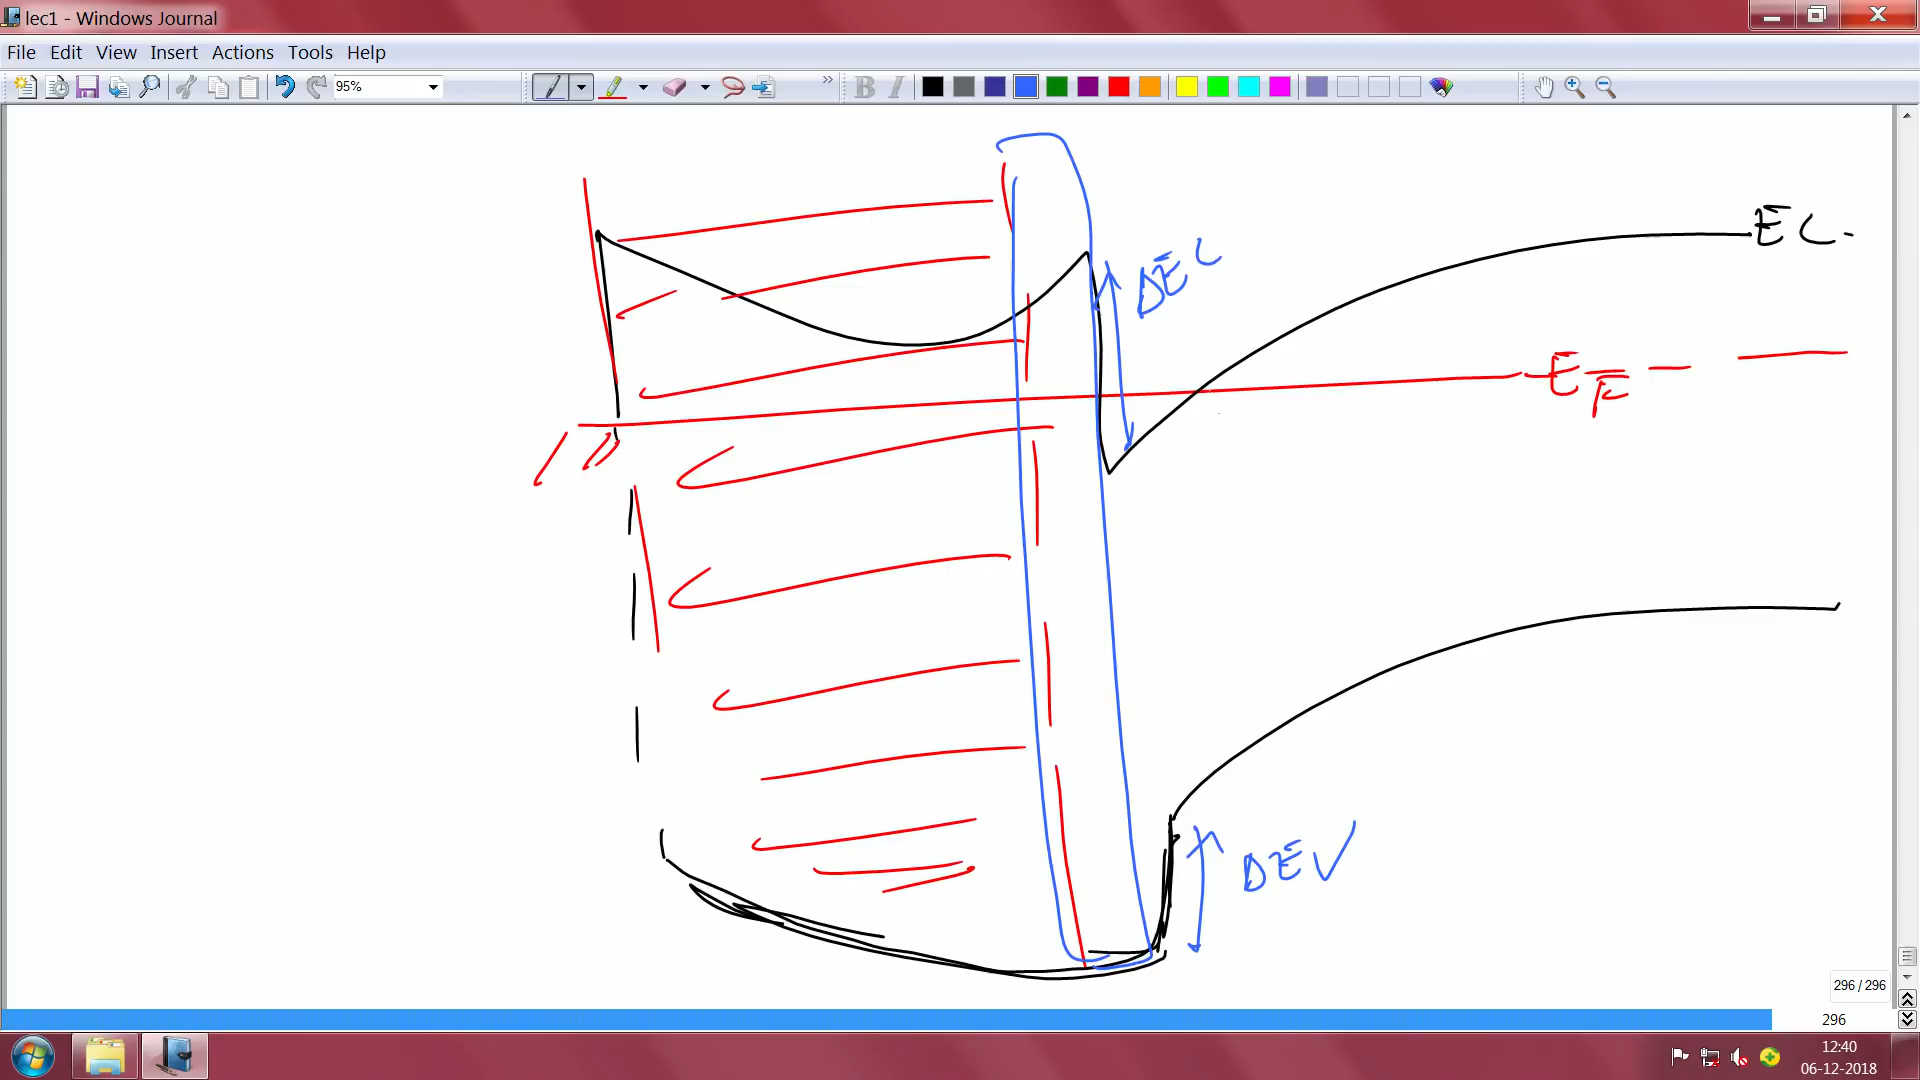 lec1 - Windows Journal
File Edit View Insert Actions Tools Help
95%
B I
EC
ΔEC
EF
ΔEV
296 / 296
296
12:40
06-12-2018